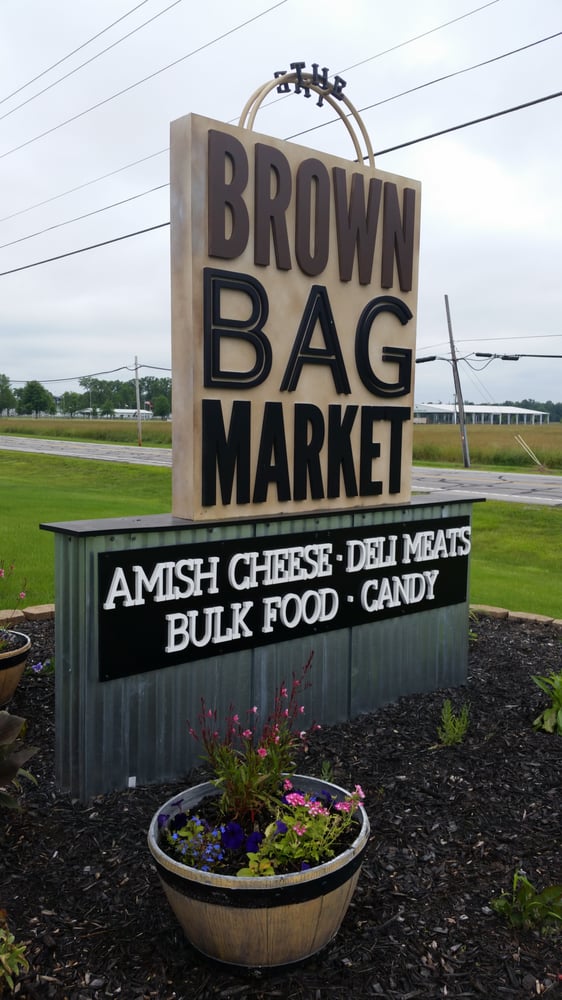 THE
BROWN
BAG
MARKET
AMISH CHEESE · DELI MEATS
BULK FOOD · CANDY